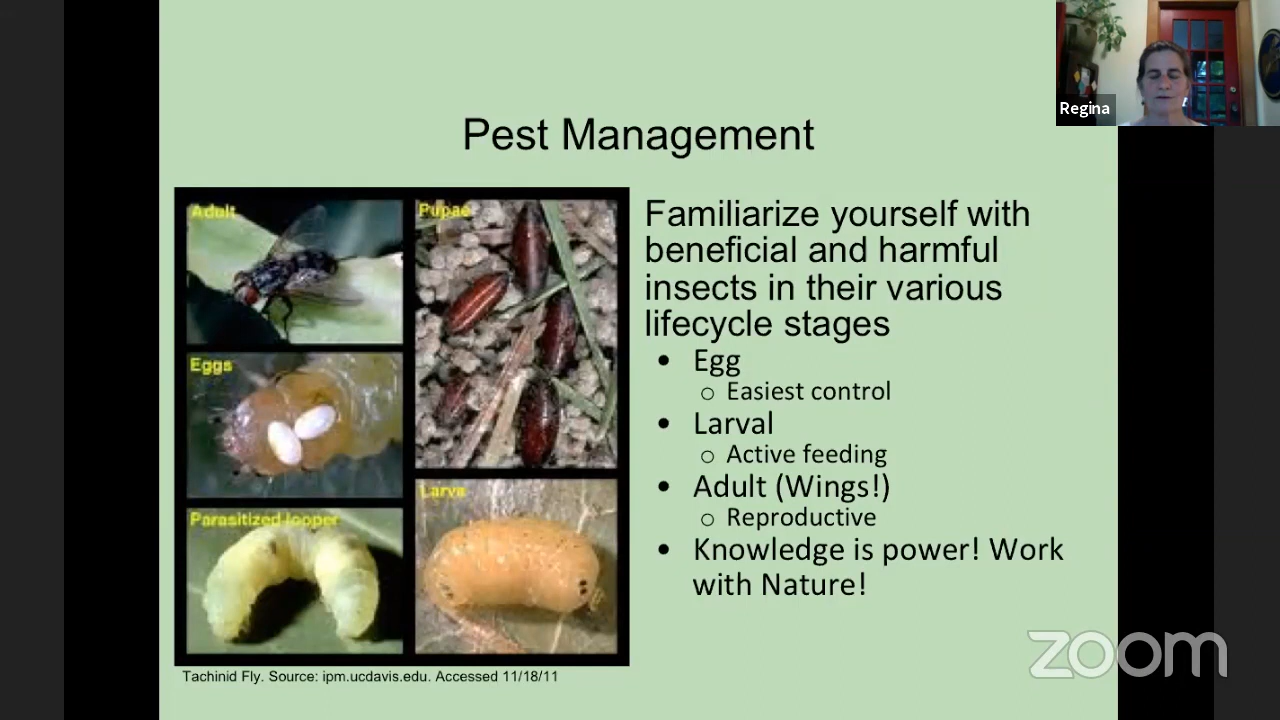 Regina
Pest Management
Adult
Pupae
Eggs
Parasitized looper
Larva
Familiarize yourself with
beneficial and harmful
insects in their various
lifecycle stages
• Egg
o Easiest control
• Larval
o Active feeding
• Adult (Wings!)
o Reproductive
• Knowledge is power! Work
with Nature!
Tachinid Fly. Source: ipm.ucdavis.edu. Accessed 11/18/11
zoom